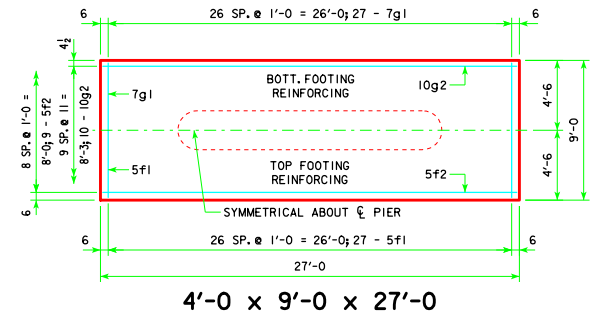 6
26 SP. @ 1'-0 = 26'-0; 27 - 7g1
6
4 1/2
BOTT. FOOTING
REINFORCING
7g1
10g2
8 SP. @ 1'-0 =
8'-0; 9 - 5f2
9 SP. @ 11 =
8'-3; 10 - 10g2
4'-6
9'-0
4'-6
TOP FOOTING
REINFORCING
5f1
5f2
6
SYMMETRICAL ABOUT ℄ PIER
6
26 SP. @ 1'-0 = 26'-0; 27 - 5f1
6
27'-0
4'-0 x 9'-0 x 27'-0